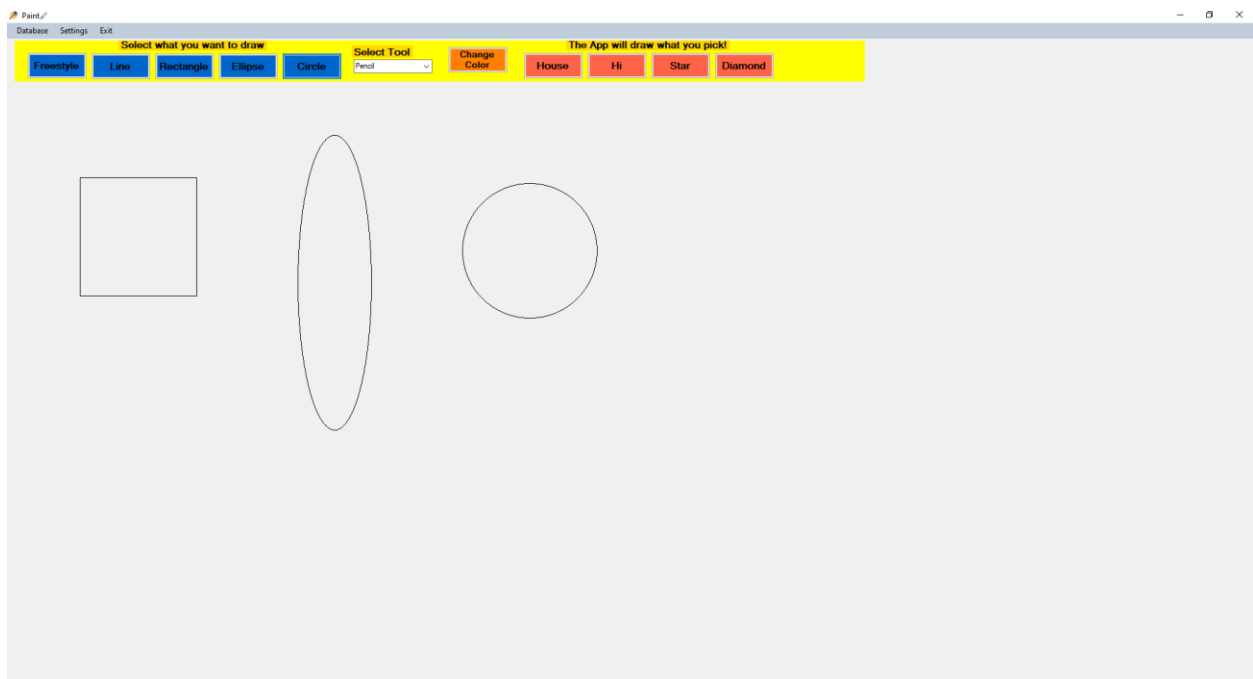 Paint
Database Settings Exit
Select what you want to draw
Freestyle Line Rectangle Ellipse Circle
Select Tool
Pencil
Change
Color
The App will draw what you pick!
House Hi Star Diamond